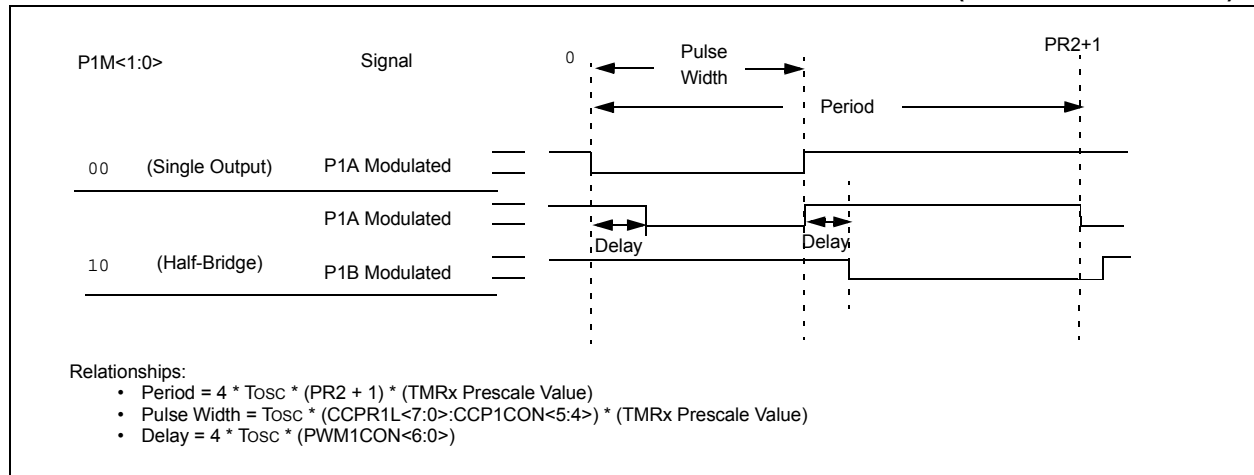 P1M<1:0> Signal 0 Pulse Width PR2+1
Period
00 (Single Output) P1A Modulated
P1A Modulated
Delay Delay
10 (Half-Bridge) P1B Modulated
Relationships:
• Period = 4 * TOSC * (PR2 + 1) * (TMRx Prescale Value)
• Pulse Width = TOSC * (CCPR1L<7:0>:CCP1CON<5:4>) * (TMRx Prescale Value)
• Delay = 4 * TOSC * (PWM1CON<6:0>)